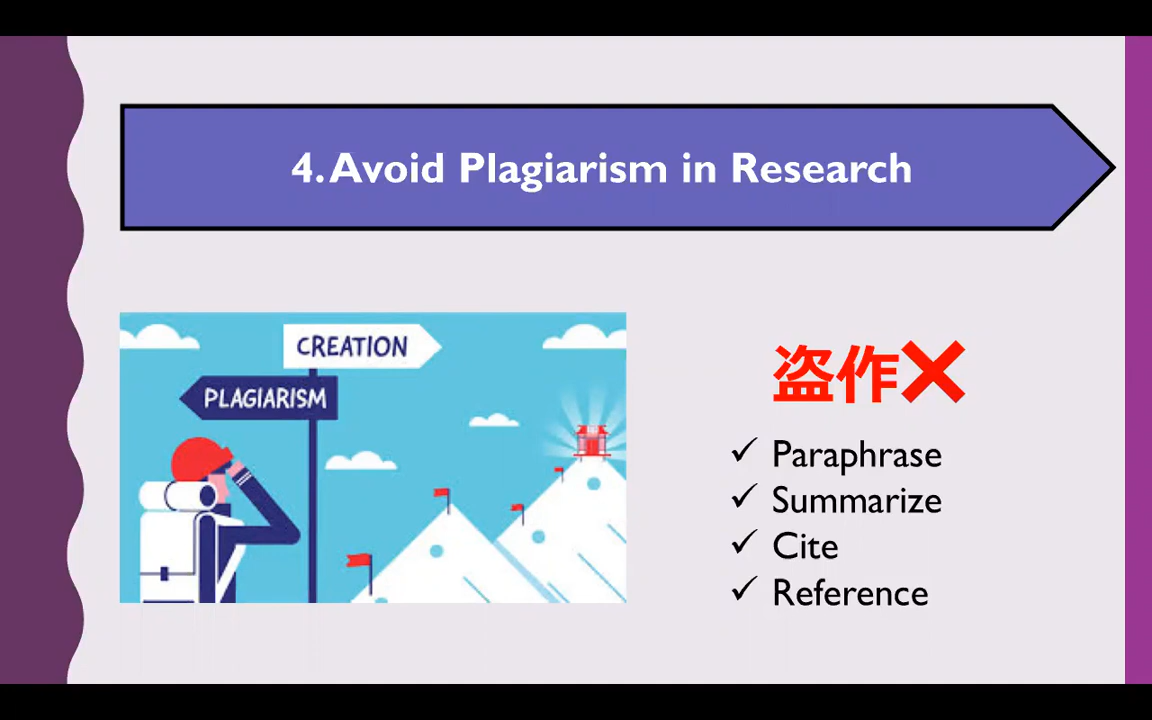 4. Avoid Plagiarism in Research
CREATION
PLAGIARISM
盗作❌
✓ Paraphrase
✓ Summarize
✓ Cite
✓ Reference